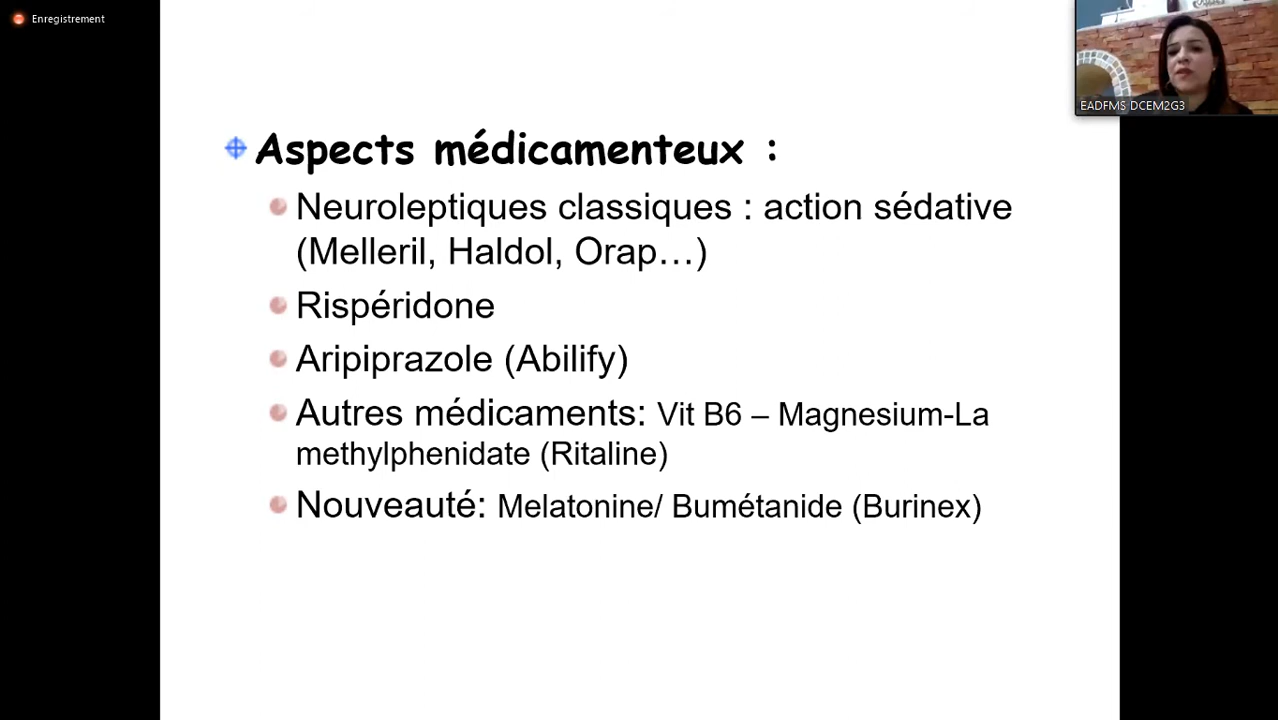 Enregistrement
EADFMS DCEM2G3
Aspects médicamenteux :
Neuroleptiques classiques : action sédative
(Melleril, Haldol, Orap…)
Rispéridone
Aripiprazole (Abilify)
Autres médicaments: Vit B6 – Magnesium-La
methylphenidate (Ritaline)
Nouveauté: Melatonine/ Bumétanide (Burinex)